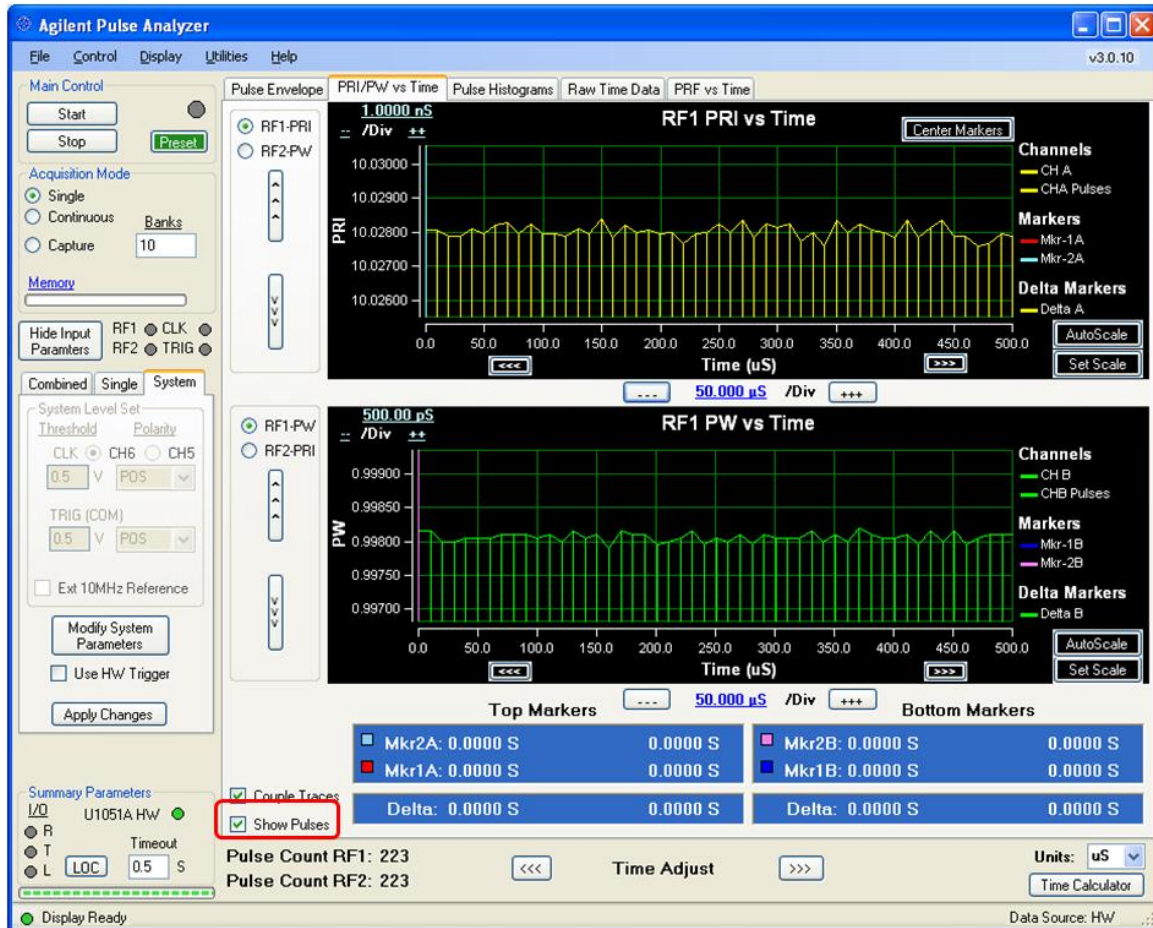 Agilent Pulse Analyzer
File Control Display Utilities Help v3.0.10
Main Control
Start
Stop Preset
Acquisition Mode
Single
Continuous Banks
Capture 10
Memory
Hide Input Paramters RF1 CLK
RF2 TRIG
Combined Single System
System Level Set
Threshold Polarity
CLK CH6 CH5
0.5 V POS
TRIG (COM)
0.5 V POS
Ext 10MHz Reference
Modify System
Parameters
Use HW Trigger
Apply Changes
Summary Parameters
I/O U1051A HW
R
T Timeout
L LOC 0.5 S
Display Ready
Pulse Envelope PRI/PW vs Time Pulse Histograms Raw Time Data PRF vs Time
RF1-PRI
RF2-PW
^ ^ ^
v v v
1.0000 nS
-- /Div ++
RF1 PRI vs Time
Center Markers
PRI
10.03000
10.02900
10.02800
10.02700
10.02600
0.0 50.0 100.0 150.0 200.0 250.0 300.0 350.0 400.0 450.0 500.0
<<< Time (uS) >>>
Channels
CH A
CHA Pulses
Markers
Mkr-1A
Mkr-2A
Delta Markers
Delta A
AutoScale
Set Scale
--- 50.000 µS /Div +++
RF1-PW
RF2-PRI
^ ^ ^
v v v
500.00 pS
-- /Div ++
RF1 PW vs Time
PW
0.99900
0.99850
0.99800
0.99750
0.99700
0.0 50.0 100.0 150.0 200.0 250.0 300.0 350.0 400.0 450.0 500.0
<<< Time (uS) >>>
Channels
CH B
CHB Pulses
Markers
Mkr-1B
Mkr-2B
Delta Markers
Delta B
AutoScale
Set Scale
Top Markers --- 50.000 µS /Div +++ Bottom Markers
Mkr2A: 0.0000 S 0.0000 S Mkr2B: 0.0000 S 0.0000 S
Mkr1A: 0.0000 S 0.0000 S Mkr1B: 0.0000 S 0.0000 S
Delta: 0.0000 S 0.0000 S Delta: 0.0000 S 0.0000 S
Couple Traces
Show Pulses
Pulse Count RF1: 223
Pulse Count RF2: 223
<<< Time Adjust >>>
Units: uS
Time Calculator
Data Source: HW